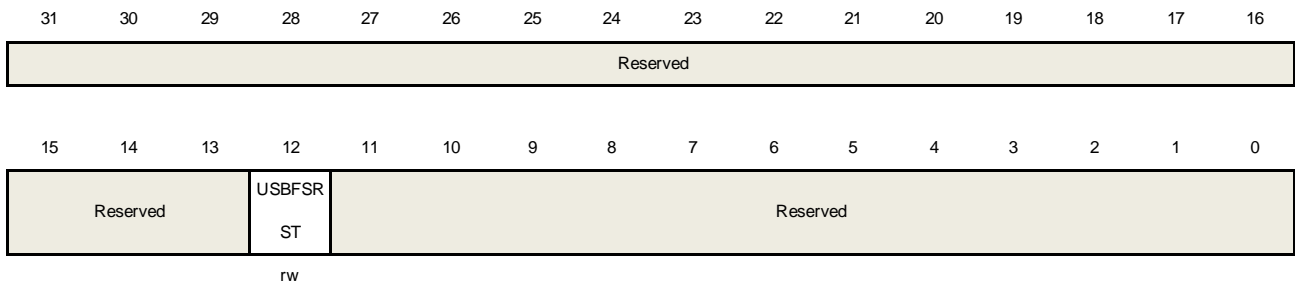 31 30 29 28 27 26 25 24 23 22 21 20 19 18 17 16
Reserved
15 14 13 12 11 10 9 8 7 6 5 4 3 2 1 0
Reserved USBFSR ST Reserved
rw